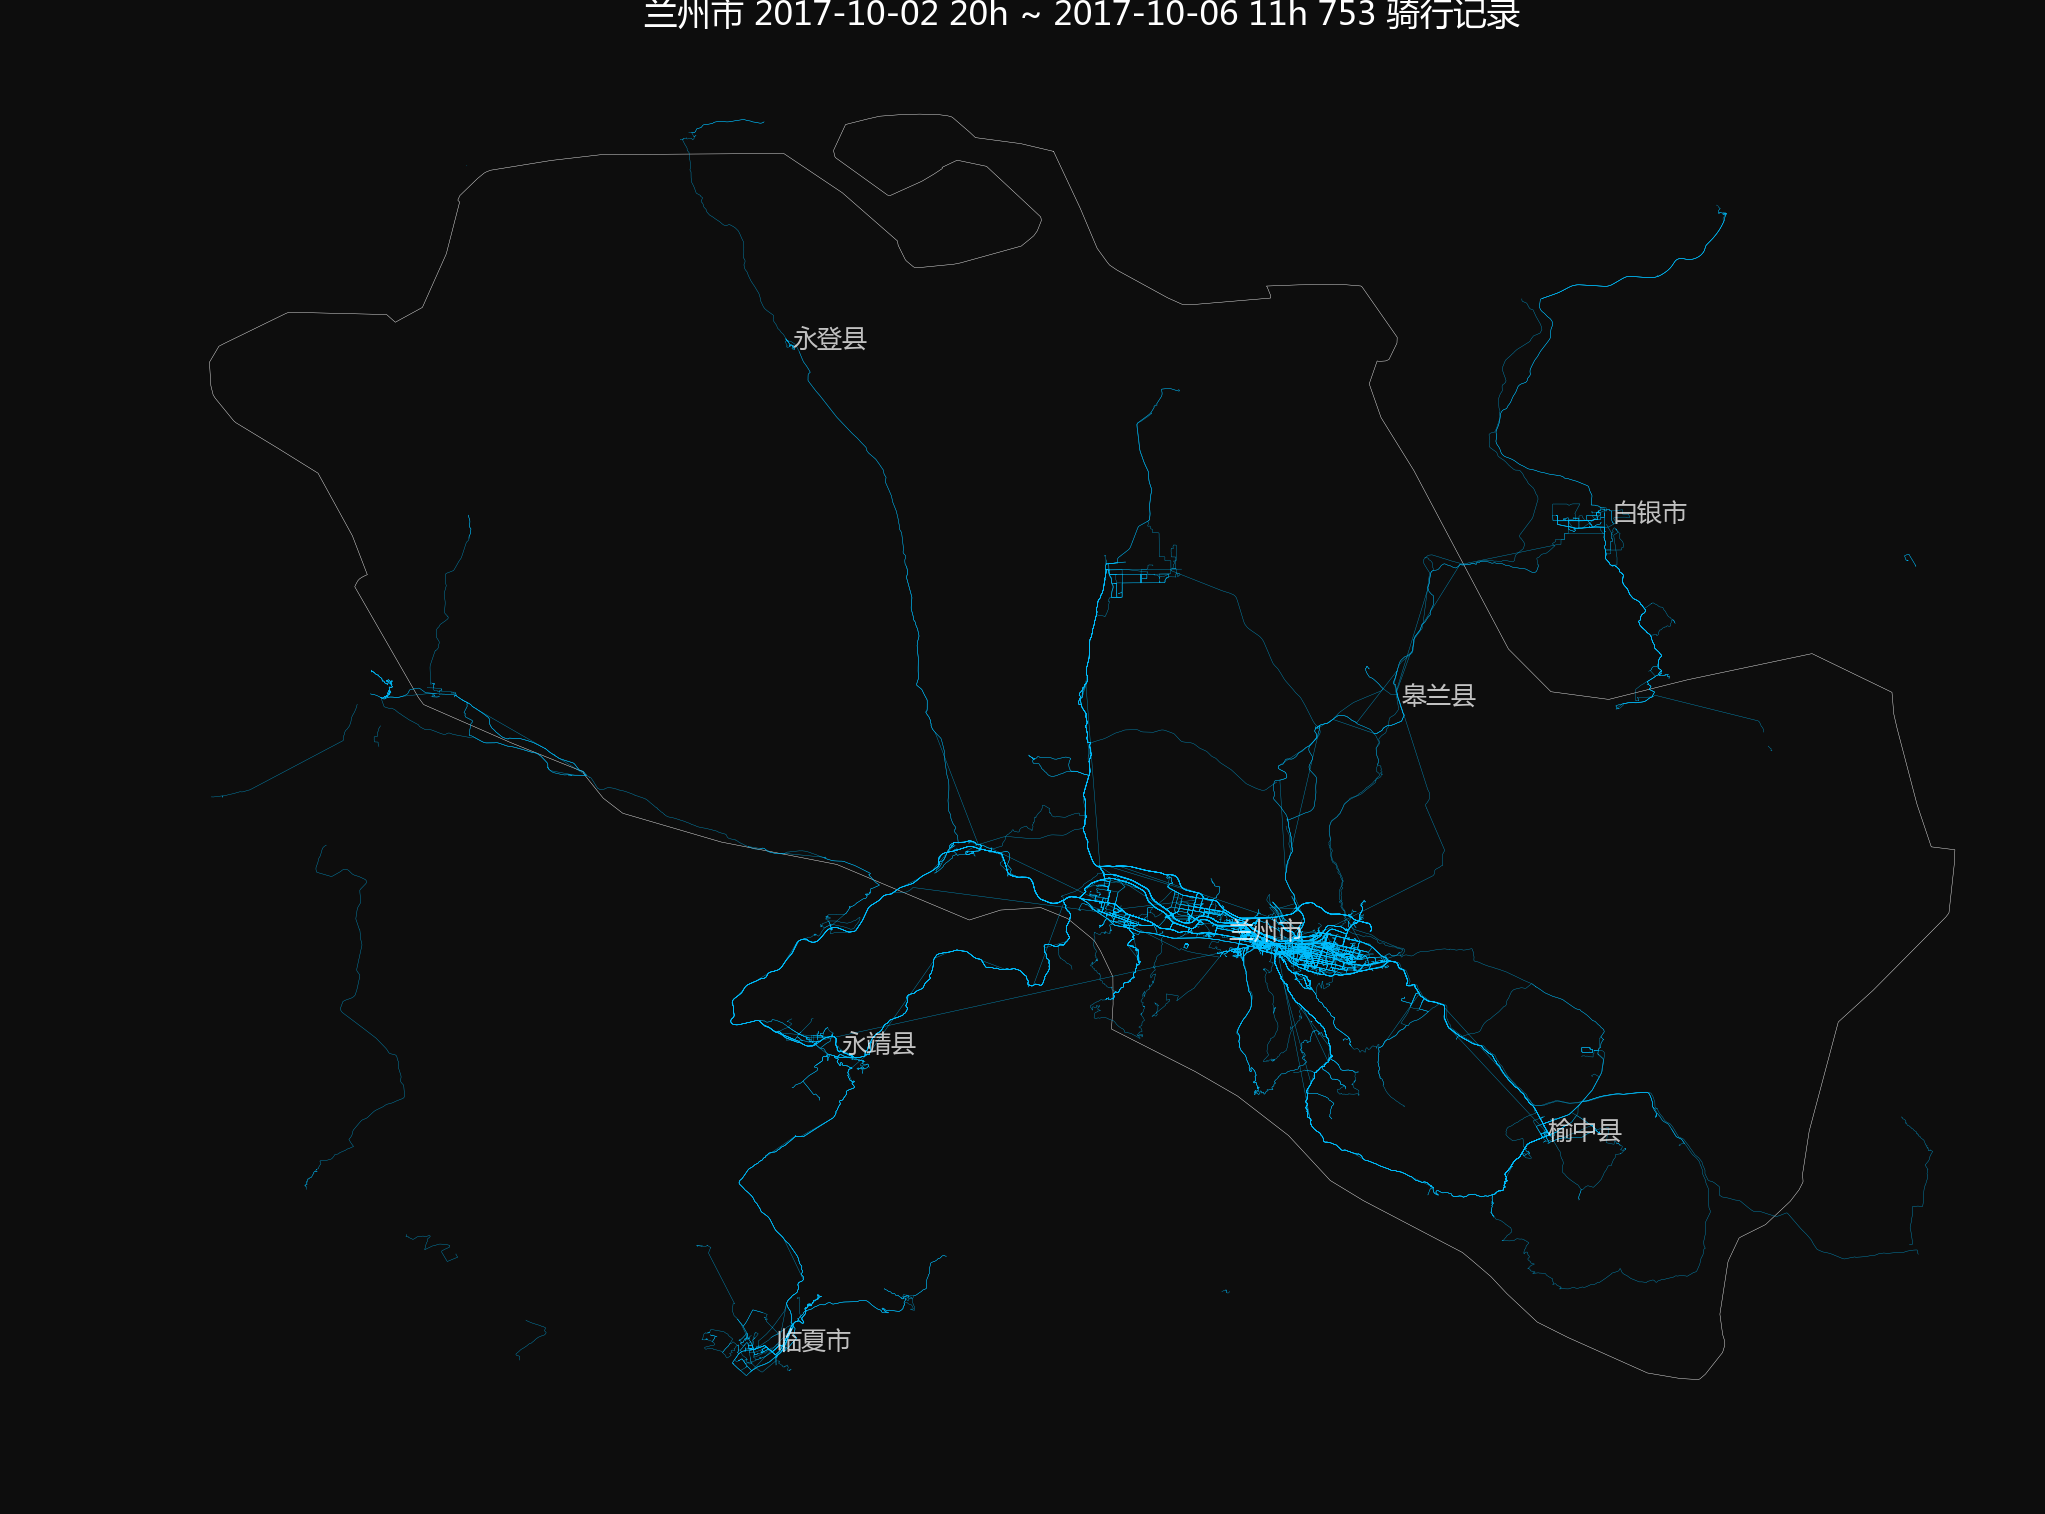 兰州市 2017-10-02 20h ~ 2017-10-06 11h 753 骑行记录
永登县
白银市
皋兰县
兰州市
永靖县
榆中县
临夏市